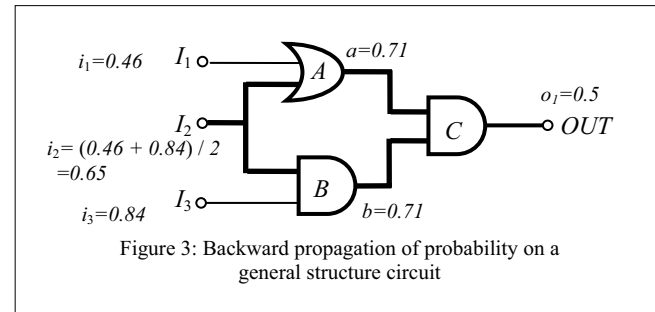 i1=0.46 I1
A
a=0.71
I2
i2= (0.46 + 0.84) / 2
=0.65
i3=0.84 I3
B
b=0.71
C
o1=0.5
OUT
Figure 3: Backward propagation of probability on a
general structure circuit